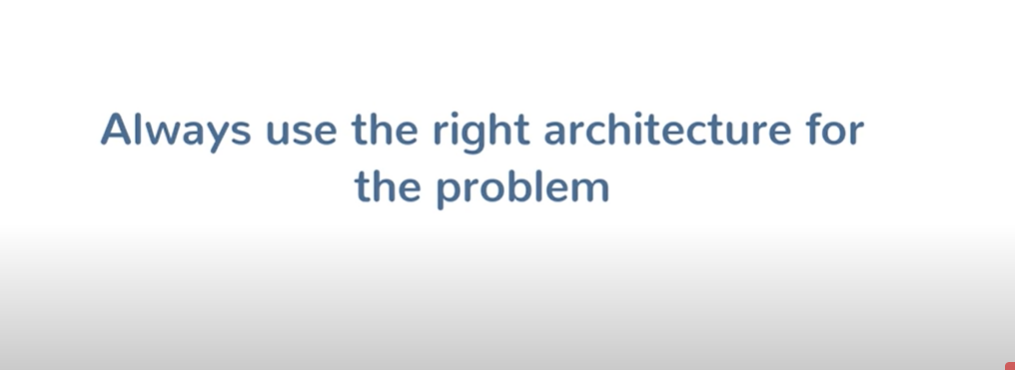 Always use the right architecture for
the problem